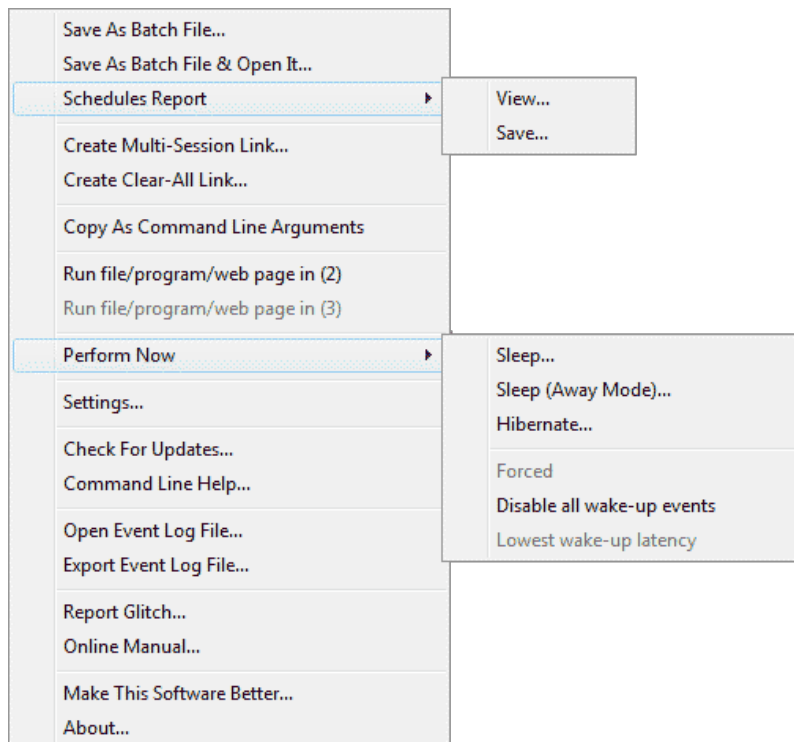 Save As Batch File...
Save As Batch File & Open It...
Schedules Report
View...
Save...
Create Multi-Session Link...
Create Clear-All Link...
Copy As Command Line Arguments
Run file/program/web page in (2)
Run file/program/web page in (3)
Perform Now
Sleep...
Sleep (Away Mode)...
Hibernate...
Forced
Disable all wake-up events
Lowest wake-up latency
Settings...
Check For Updates...
Command Line Help...
Open Event Log File...
Export Event Log File...
Report Glitch...
Online Manual...
Make This Software Better...
About...